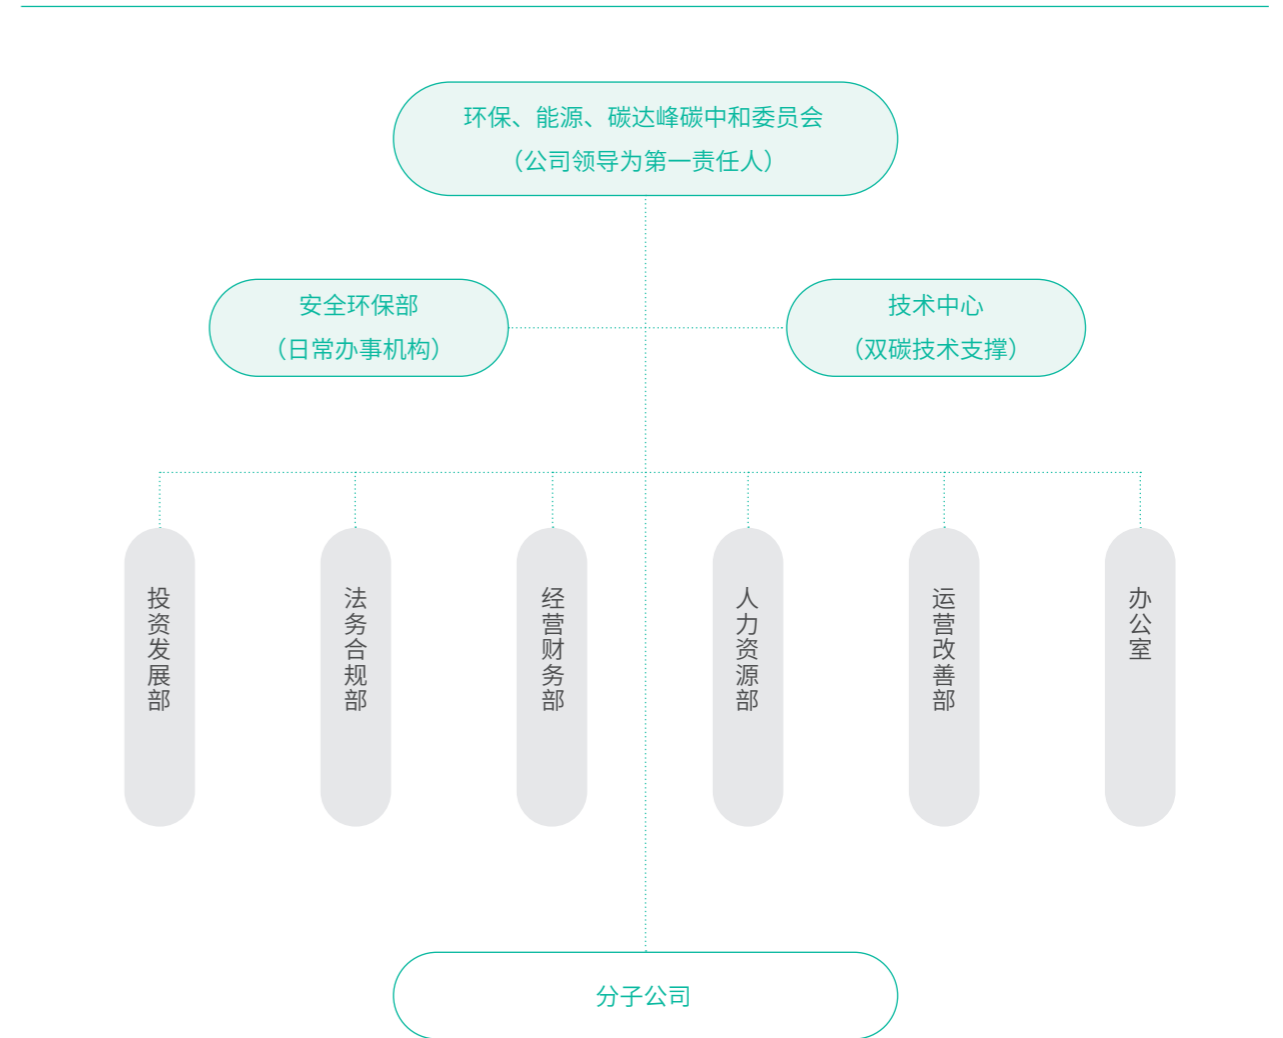 环保、能源、碳达峰碳中和委员会
（公司领导为第一责任人）
安全环保部
（日常办事机构）
技术中心
（双碳技术支撑）
投资发展部
法务合规部
经营财务部
人力资源部
运营改善部
办公室
分子公司